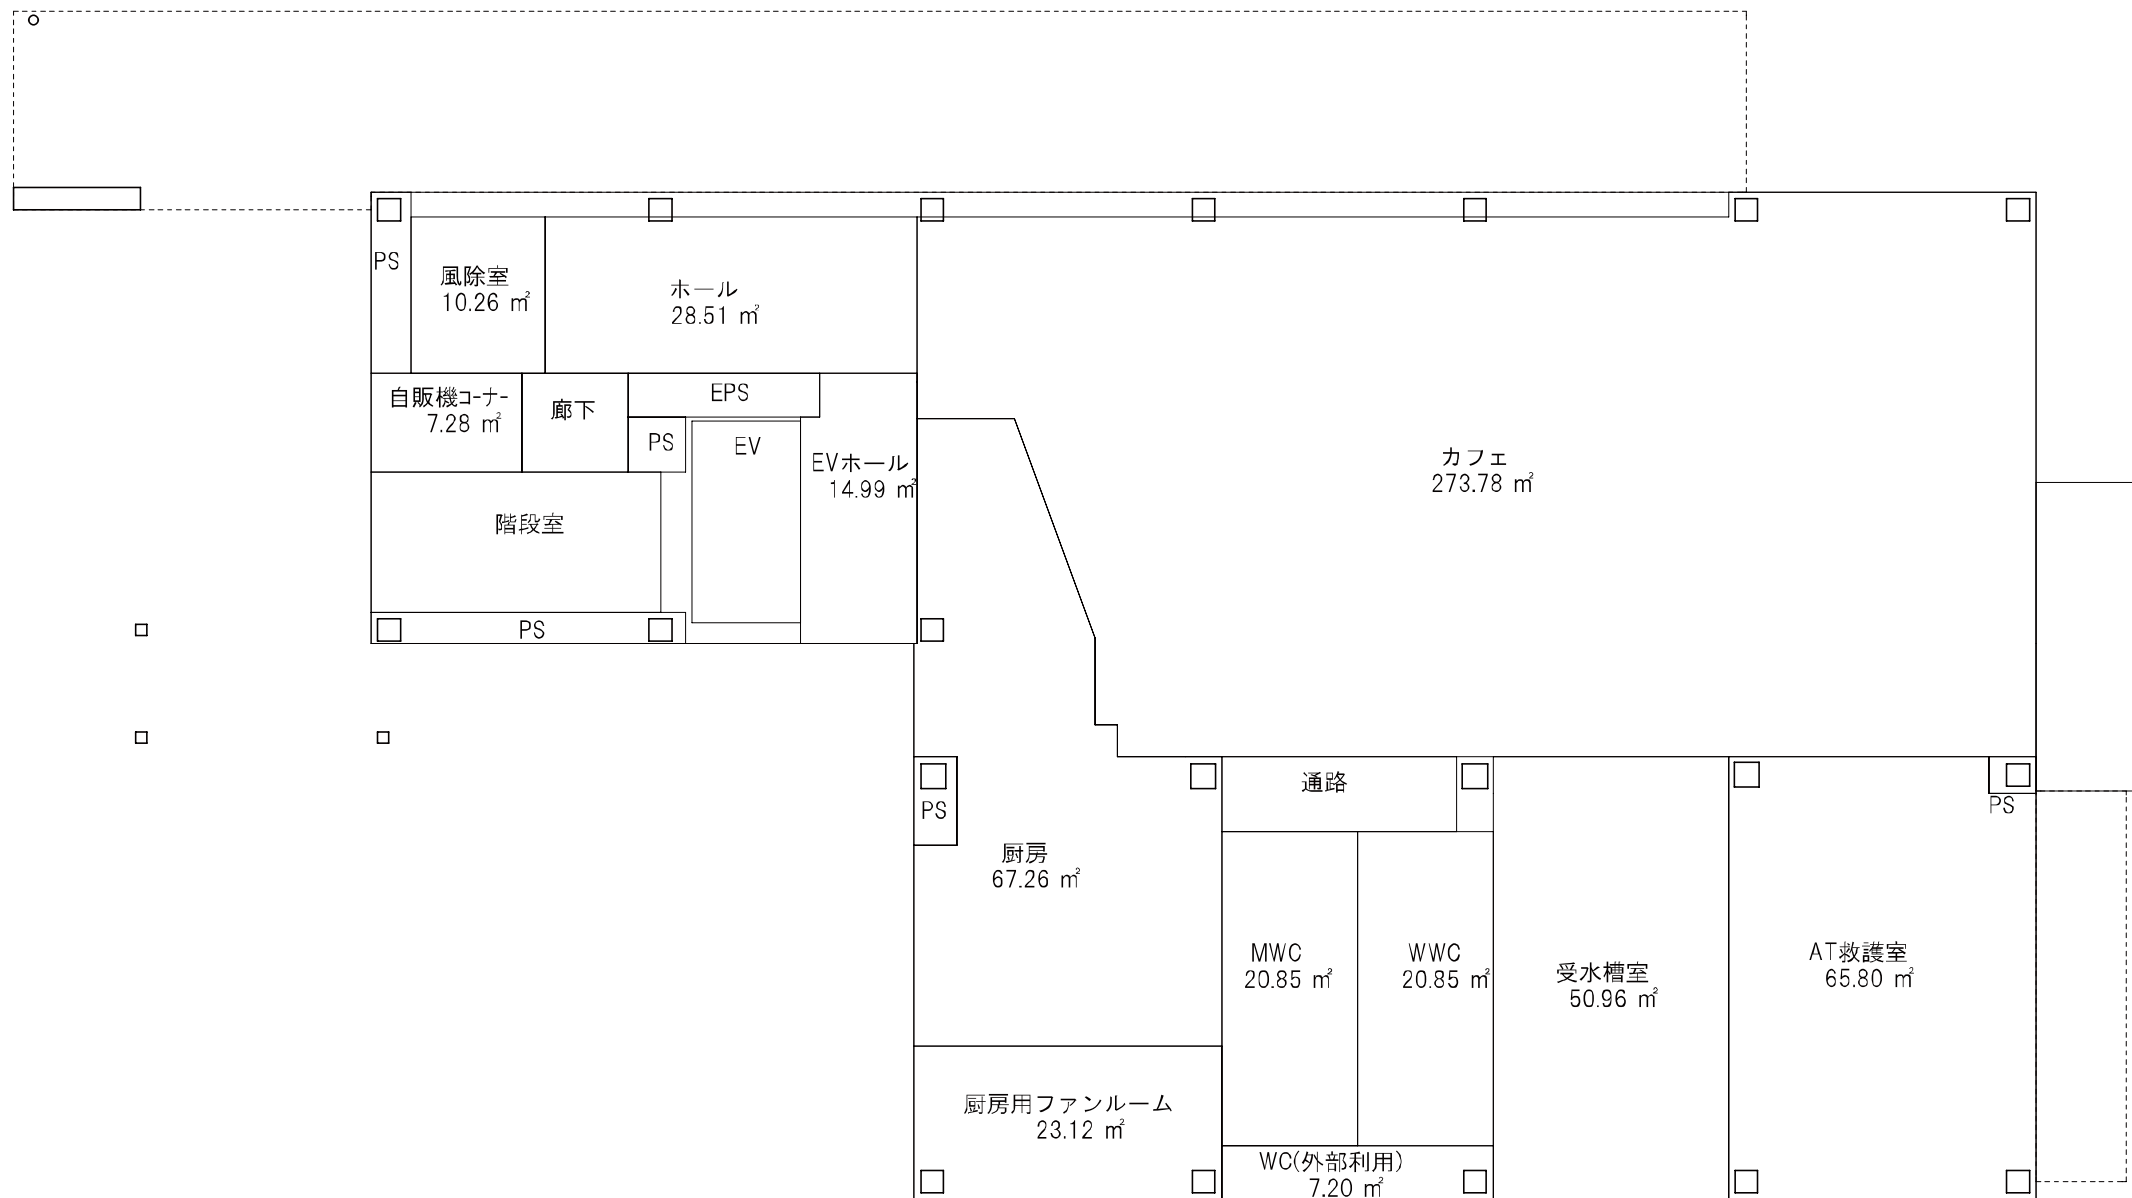 PS
風除室
10.26 ㎡
ホール
28.51 ㎡
自販機コーナー
7.28 ㎡
廊下
EPS
PS
EV
EVホール
14.99 ㎡
カフェ
273.78 ㎡
階段室
PS
通路
PS
PS
厨房
67.26 ㎡
MWC
20.85 ㎡
WWC
20.85 ㎡
受水槽室
50.96 ㎡
AT救護室
65.80 ㎡
厨房用ファンルーム
23.12 ㎡
WC(外部利用)
7.20 ㎡